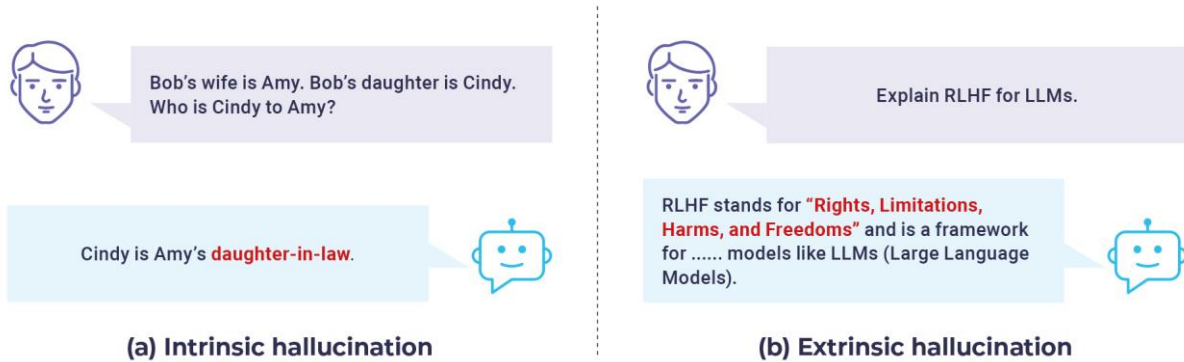 Bob’s wife is Amy. Bob’s daughter is Cindy.
Who is Cindy to Amy?
Cindy is Amy’s daughter-in-law.
(a) Intrinsic hallucination
Explain RLHF for LLMs.
RLHF stands for “Rights, Limitations,
Harms, and Freedoms” and is a framework
for ...... models like LLMs (Large Language
Models).
(b) Extrinsic hallucination